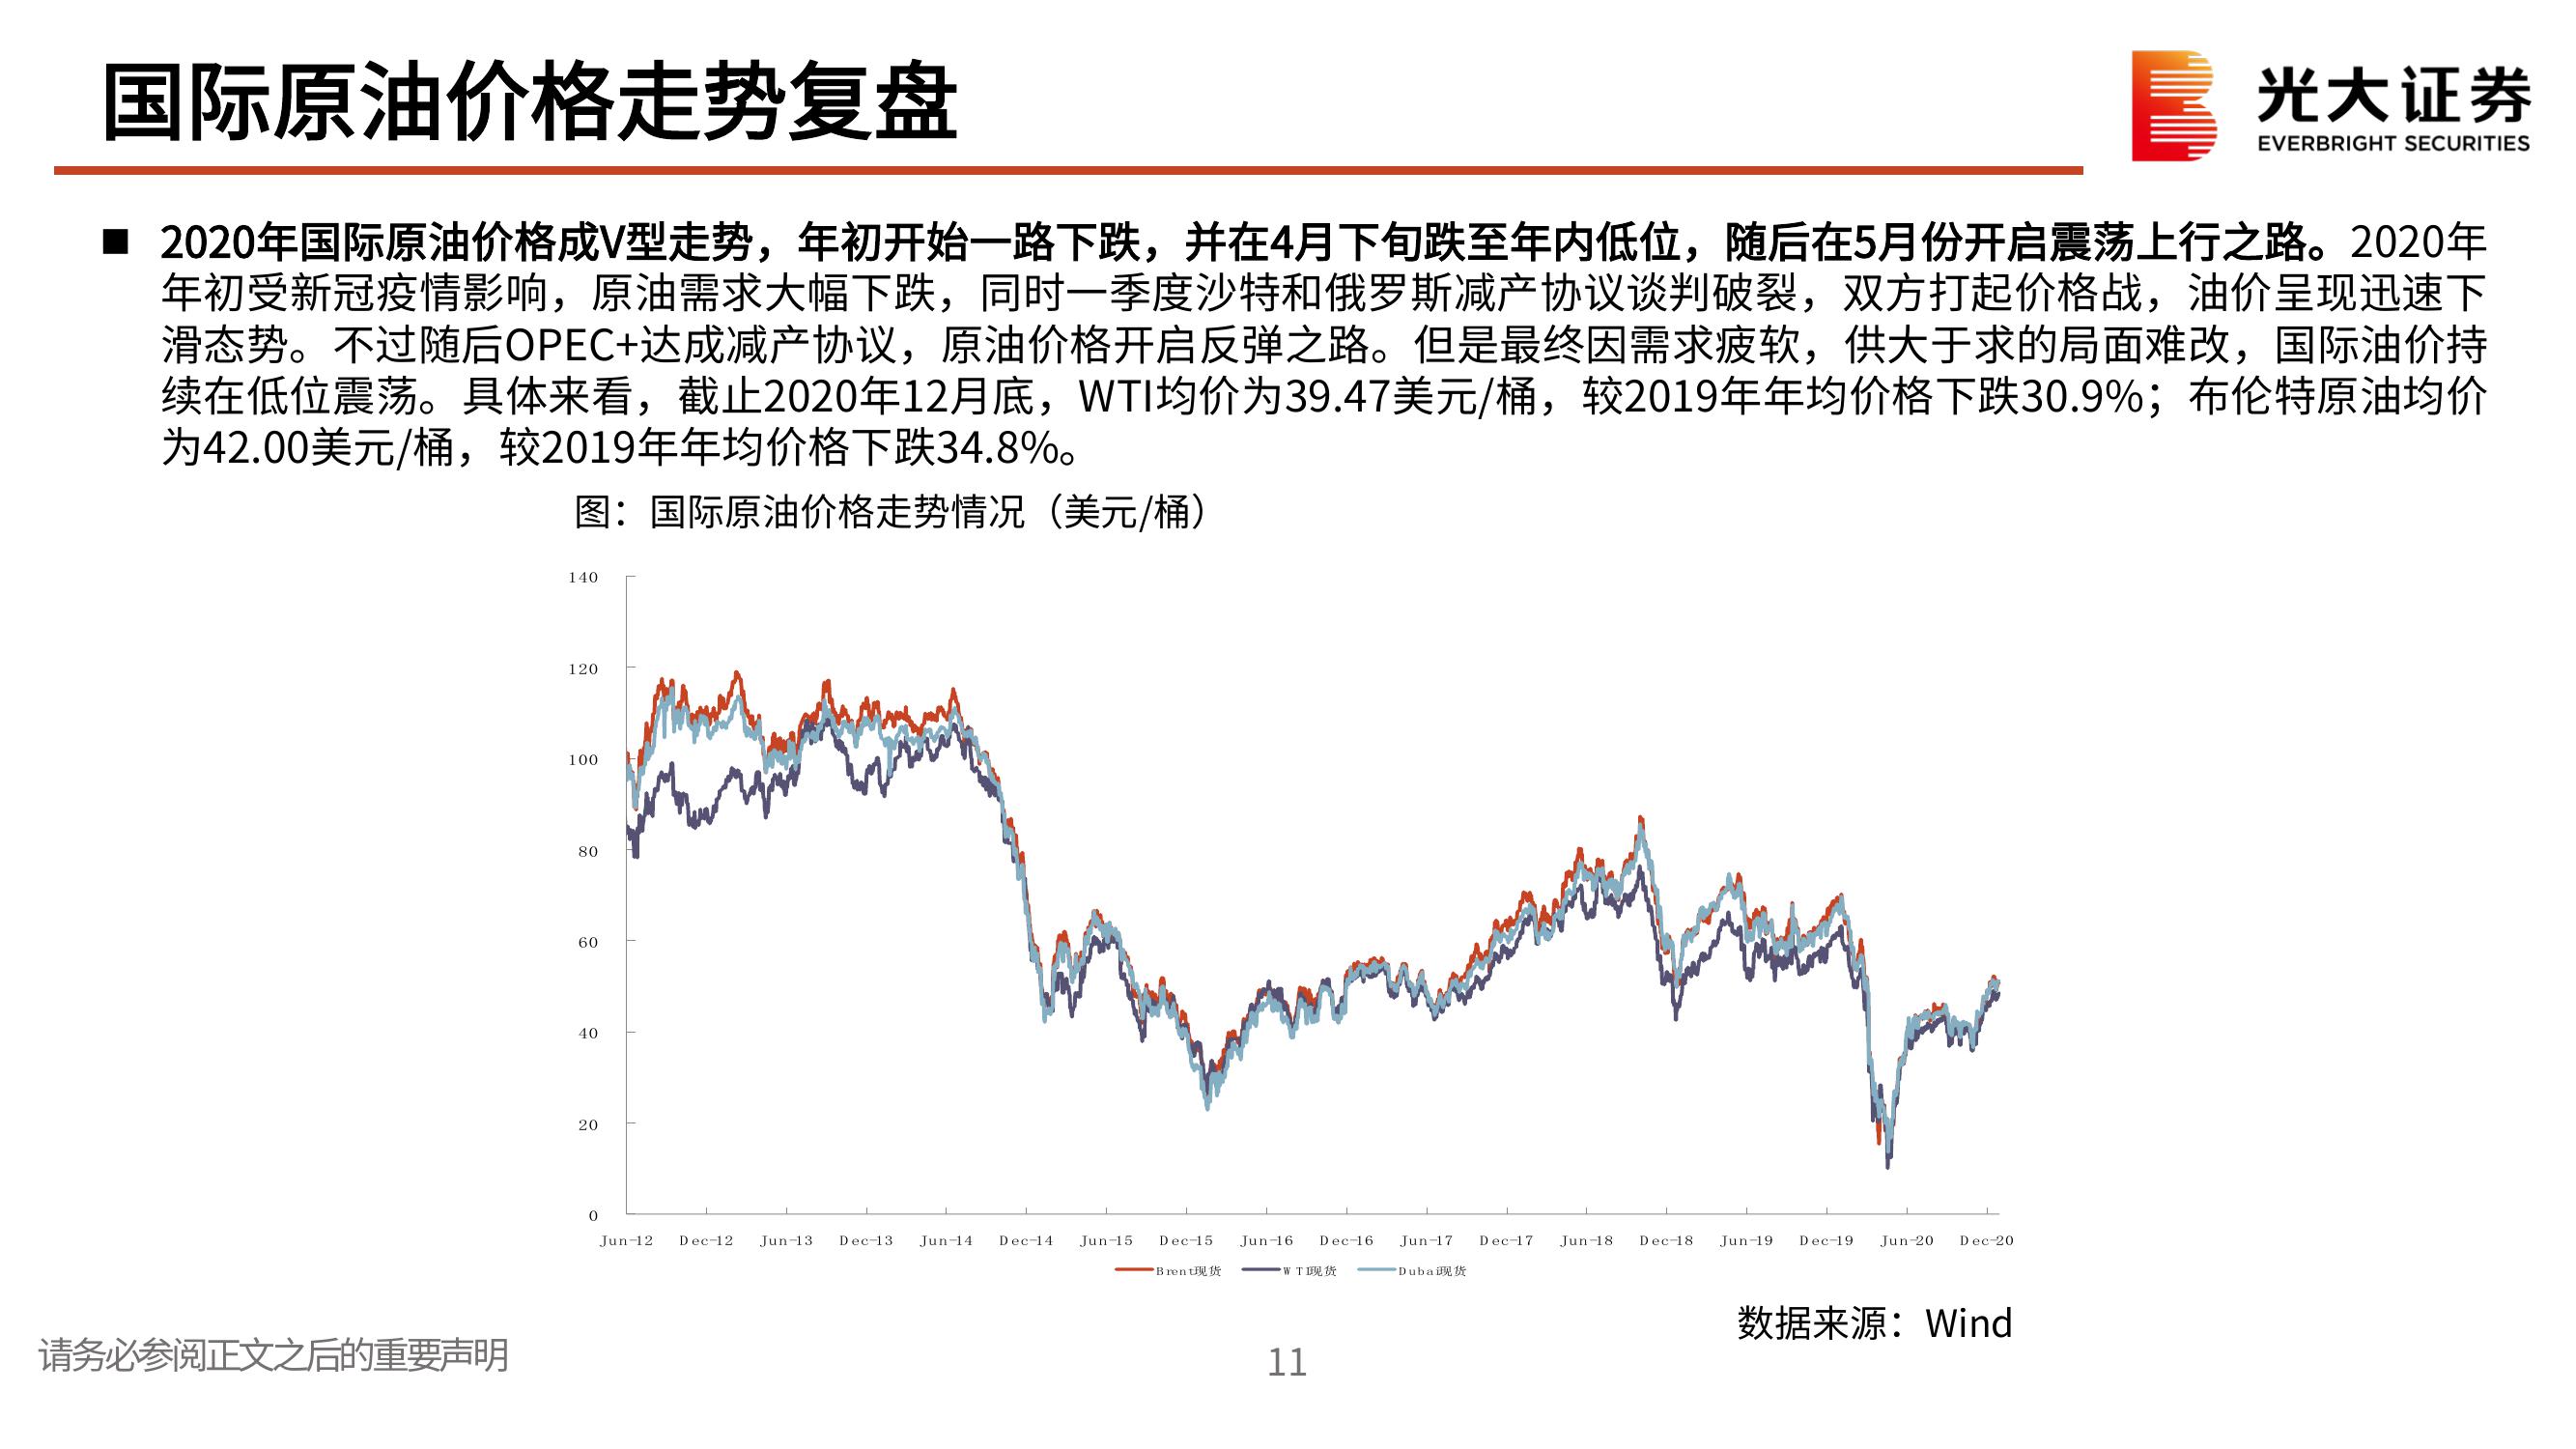 国际原油价格走势复盘
光大证券
EVERBRIGHT SECURITIES
■ 2020年国际原油价格成V型走势，年初开始一路下跌，并在4月下旬跌至年内低位，随后在5月份开启震荡上行之路。2020年
年初受新冠疫情影响，原油需求大幅下跌，同时一季度沙特和俄罗斯减产协议谈判破裂，双方打起价格战，油价呈现迅速下
滑态势。不过随后OPEC+达成减产协议，原油价格开启反弹之路。但是最终因需求疲软，供大于求的局面难改，国际油价持
续在低位震荡。具体来看，截止2020年12月底，WTI均价为39.47美元/桶，较2019年年均价格下跌30.9%；布伦特原油均价
为42.00美元/桶，较2019年年均价格下跌34.8%。
图：国际原油价格走势情况（美元/桶）
140
120
100
80
60
40
20
0
Jun-12 Dec-12 Jun-13 Dec-13 Jun-14 Dec-14 Jun-15 Dec-15 Jun-16 Dec-16 Jun-17 Dec-17 Jun-18 Dec-18 Jun-19 Dec-19 Jun-20 Dec-20
Brent现货 WTI现货 Dubai现货
数据来源：Wind
请务必参阅正文之后的重要声明
11